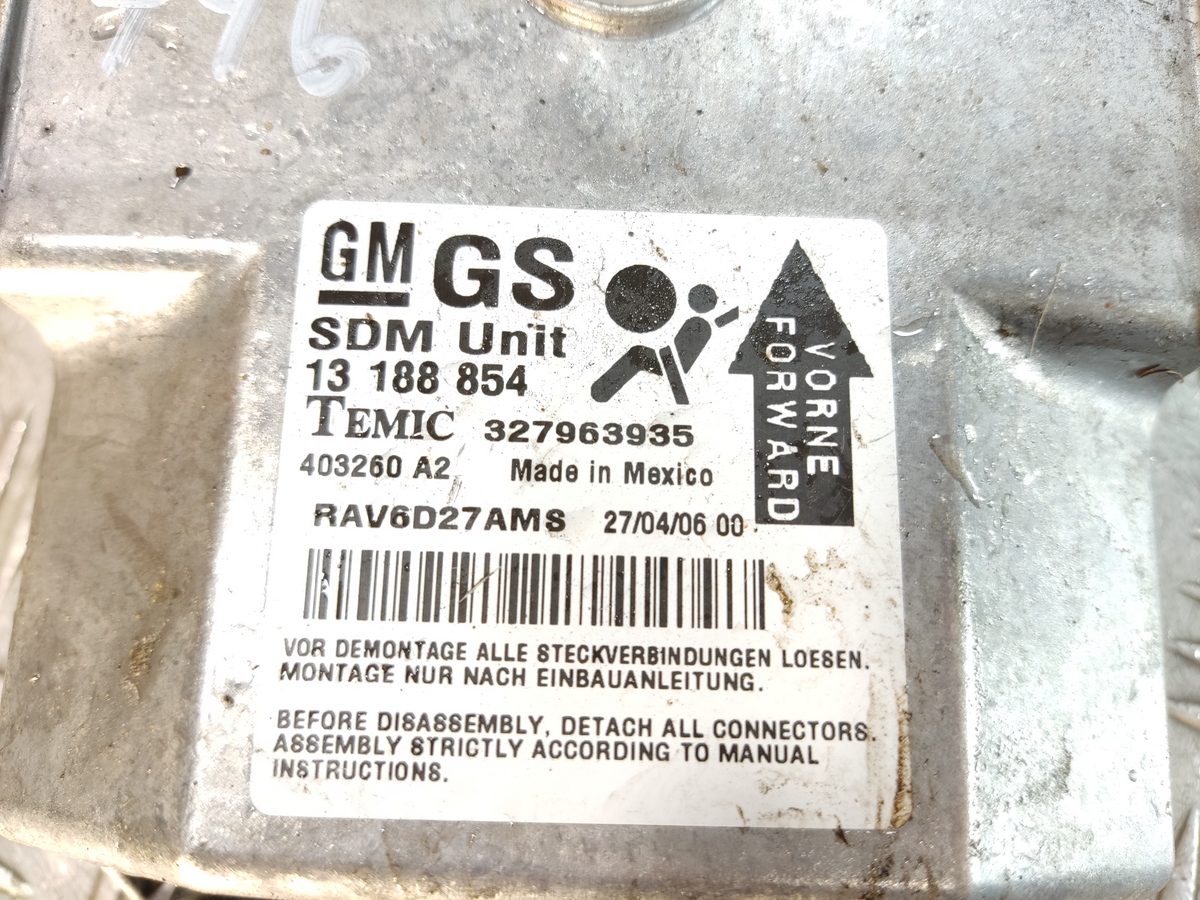 746
GM GS
SDM Unit
13 188 854
TEMIC 327963935
403260 A2 Made in Mexico
RAV6D27AMS 27/04/06 00
VORNE
FORWARD
VOR DEMONTAGE ALLE STECKVERBINDUNGEN LOESEN.
MONTAGE NUR NACH EINBAUANLEITUNG.
BEFORE DISASSEMBLY, DETACH ALL CONNECTORS.
ASSEMBLY STRICTLY ACCORDING TO MANUAL
INSTRUCTIONS.